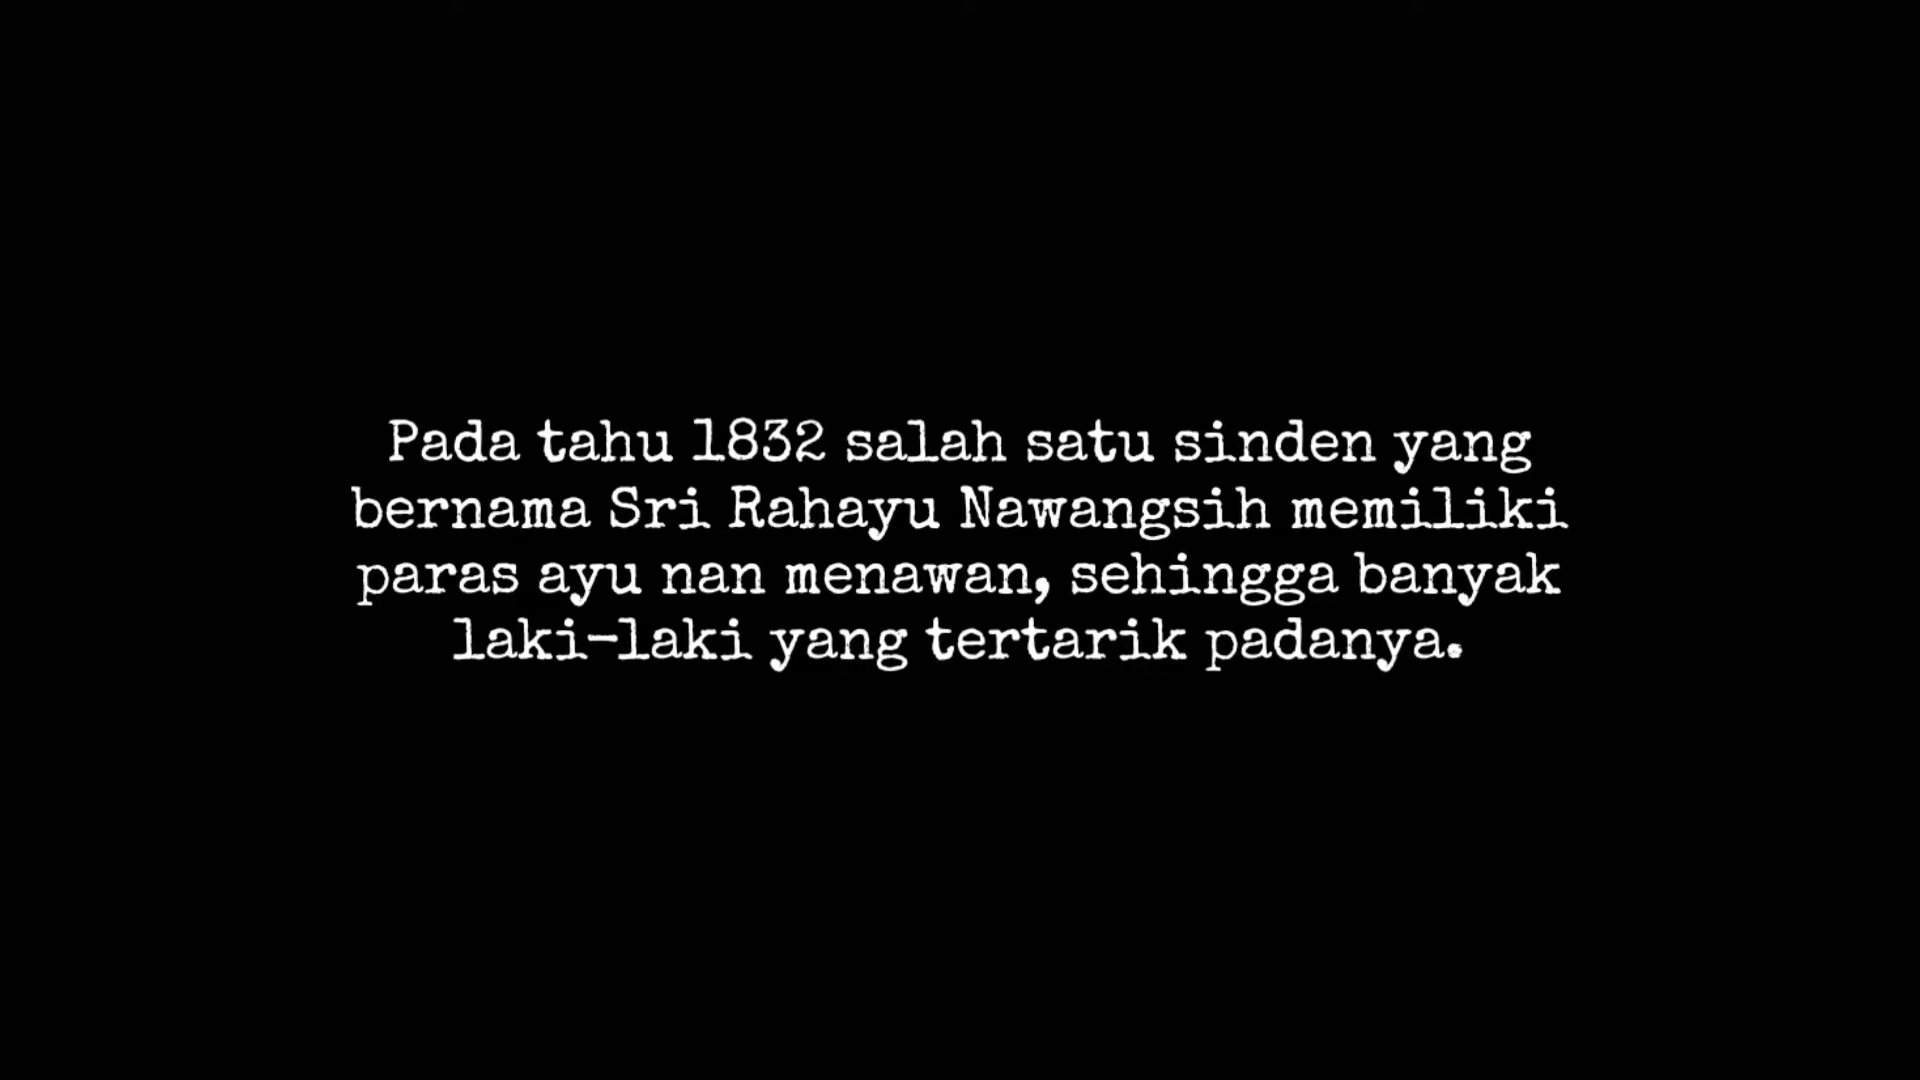 Pada tahu 1832 salah satu sinden yang
bernama Sri Rahayu Nawangsih memiliki
paras ayu nan menawan, sehingga banyak
laki-laki yang tertarik padanya.